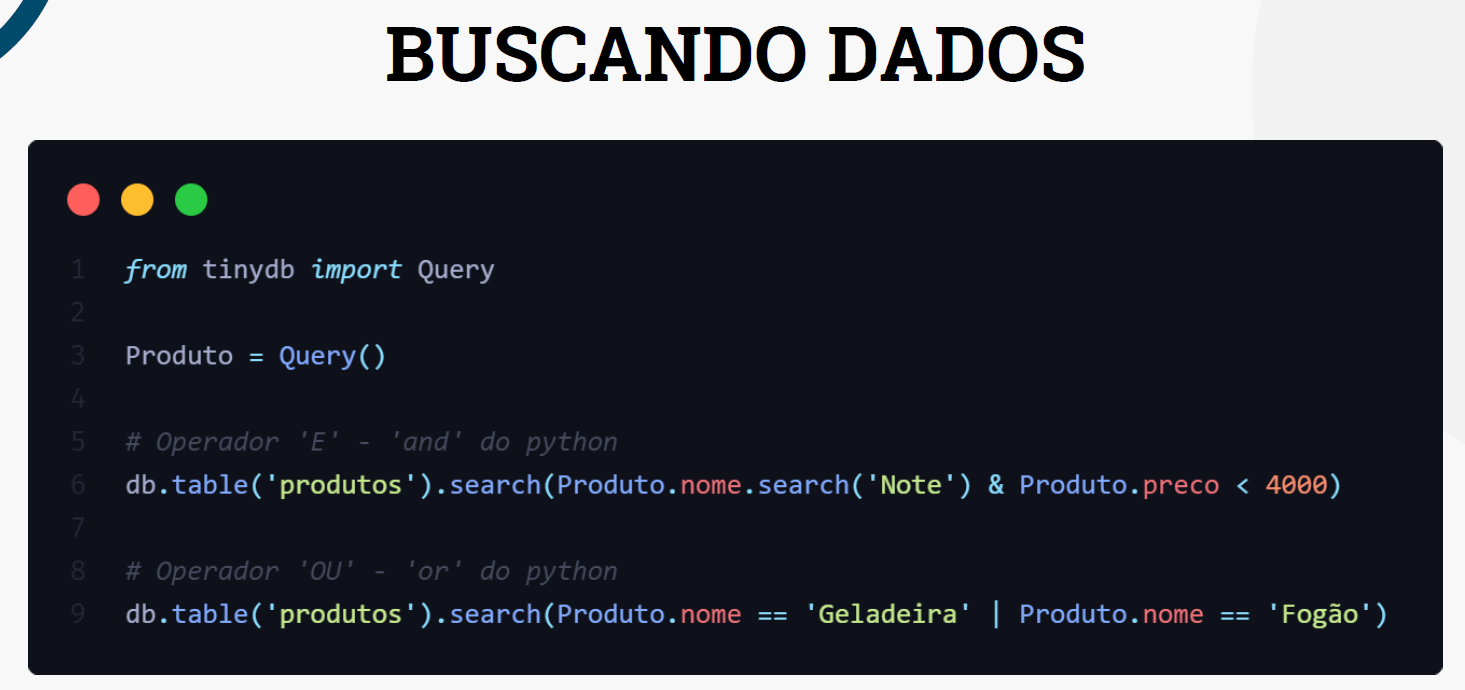 BUSCANDO DADOS
1 from tinydb import Query
2
3 Produto = Query()
4
5 # Operador 'E' - 'and' do python
6 db.table('produtos').search(Produto.nome.search('Note') & Produto.preco < 4000)
7
8 # Operador 'OU' - 'or' do python
9 db.table('produtos').search(Produto.nome == 'Geladeira' | Produto.nome == 'Fogão')